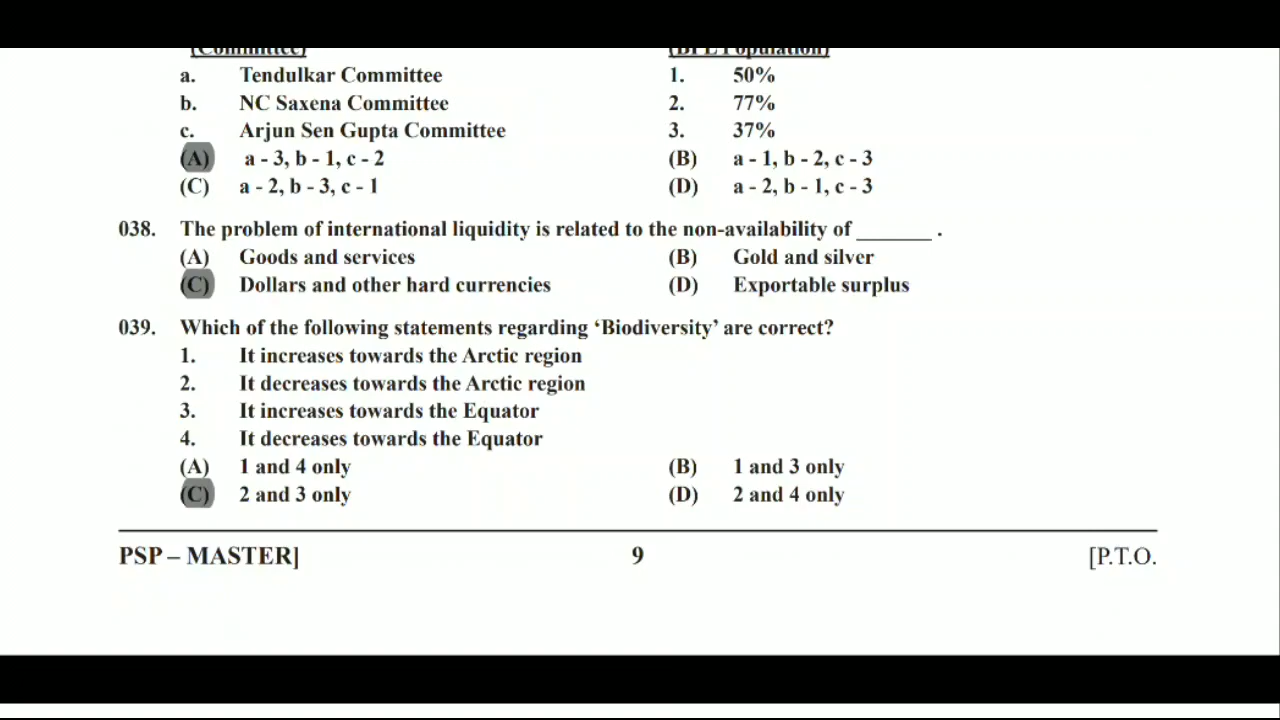 (Committee) (BPL Population)
a. Tendulkar Committee 1. 50%
b. NC Saxena Committee 2. 77%
c. Arjun Sen Gupta Committee 3. 37%
(A) a - 3, b - 1, c - 2 (B) a - 1, b - 2, c - 3
(C) a - 2, b - 3, c - 1 (D) a - 2, b - 1, c - 3
038. The problem of international liquidity is related to the non-availability of _______ .
(A) Goods and services (B) Gold and silver
(C) Dollars and other hard currencies (D) Exportable surplus
039. Which of the following statements regarding ‘Biodiversity’ are correct?
1. It increases towards the Arctic region
2. It decreases towards the Arctic region
3. It increases towards the Equator
4. It decreases towards the Equator
(A) 1 and 4 only (B) 1 and 3 only
(C) 2 and 3 only (D) 2 and 4 only
PSP – MASTER] 9 [P.T.O.